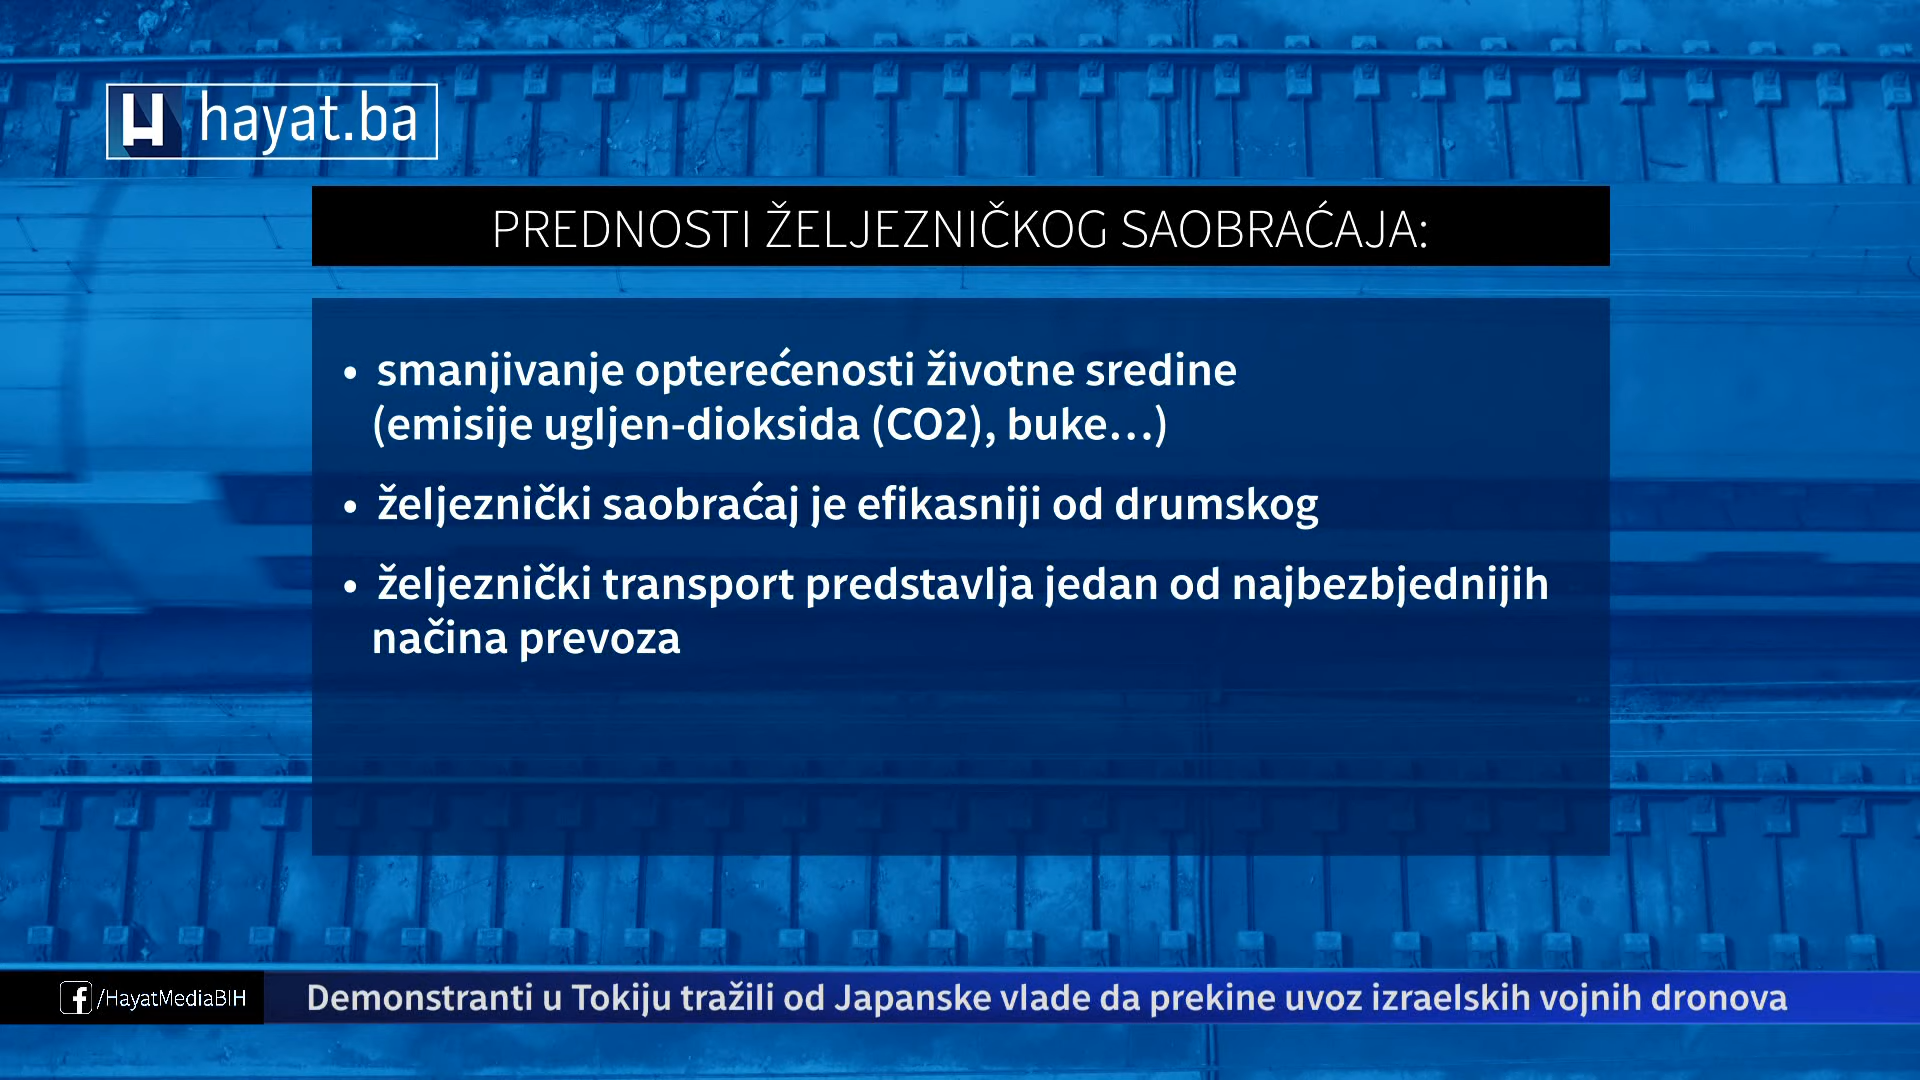 hayat.ba
PREDNOSTI ŽELJEZNIČKOG SAOBRAĆAJA:
• smanjivanje opterećenosti životne sredine
(emisije ugljen-dioksida (CO2), buke...)
• željeznički saobraćaj je efikasniji od drumskog
• željeznički transport predstavlja jedan od najbezbjednijih
načina prevoza
/HayatMediaBIH
Demonstranti u Tokiju tražili od Japanske vlade da prekine uvoz izraelskih vojnih dronova